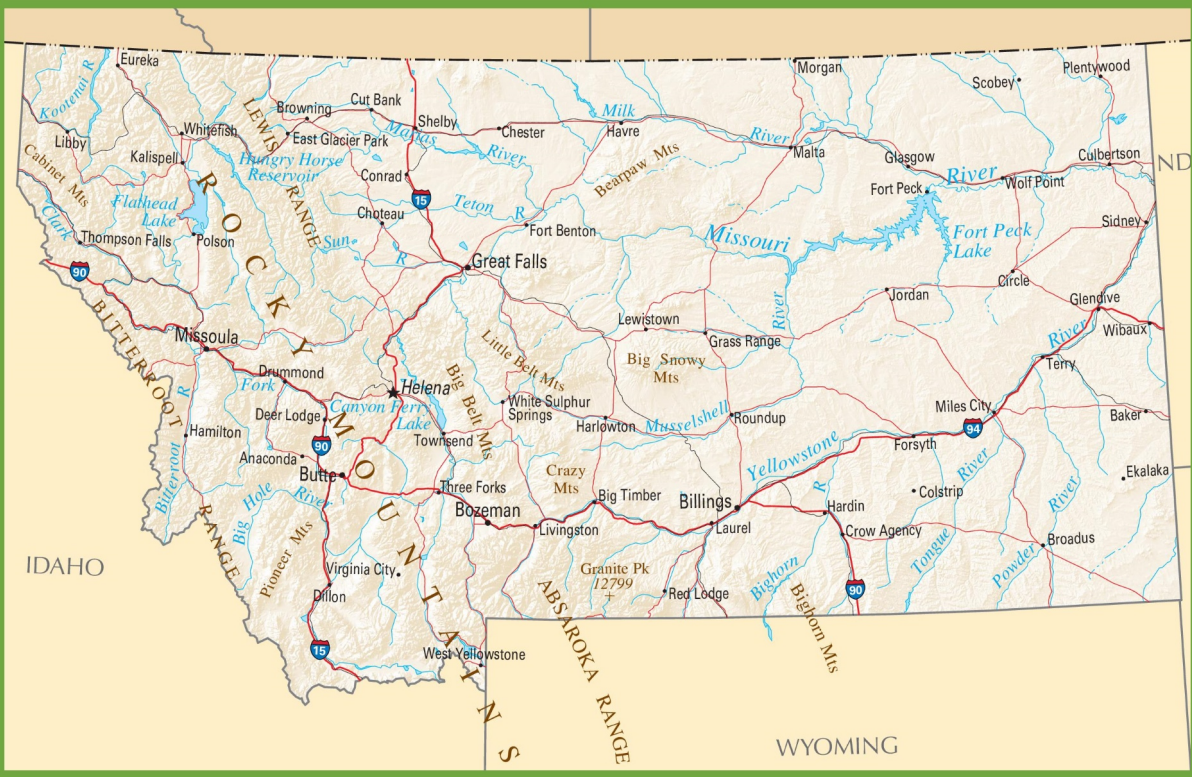 Eureka
Kootenai R
Libby
Whitefish
Kalispell
Cabinet Mts
LEWIS RANGE
Browning
Cut Bank
Shelby
East Glacier Park
Marias River
Chester
Milk River
Havre
Hungry Horse
Reservoir
Conrad
15
Bearpaw Mts
Morgan
Malta
Scobey
Plentywood
Glasgow
Culbertson
ND
River
Wolf Point
Fort Peck
Fort Peck
Lake
Sidney
Flathead
Lake
Polson
Clark
Thompson Falls
90
Choteau
Teton R
Fort Benton
Sun R
Great Falls
Missouri
River
Circle
Jordan
Glendive
Wibaux
River
Terry
ROCKY MOUNTAINS
BITTERROOT RANGE
Missoula
Drummond
Fork
Helena
Canyon Ferry
Lake
Big Belt Mts
Little Belt Mts
Lewistown
Grass Range
Big Snowy
Mts
White Sulphur
Springs
Harlowton
Musselshell
Roundup
Townsend
Deer Lodge
90
Hamilton
Bitterroot R
Anaconda
Butte
Big Hole River
Three Forks
Bozeman
Crazy
Mts
Big Timber
Livingston
Billings
Laurel
Yellowstone
Forsyth
94
Miles City
Baker
Ekalaka
Colstrip
Hardin
Crow Agency
Tongue River
Powder River
Broadus
Bighorn R
90
Bighorn Mts
Granite Pk
12799
Red Lodge
Pioneer Mts
Virginia City
Dillon
15
West Yellowstone
ABSAROKA RANGE
IDAHO
WYOMING